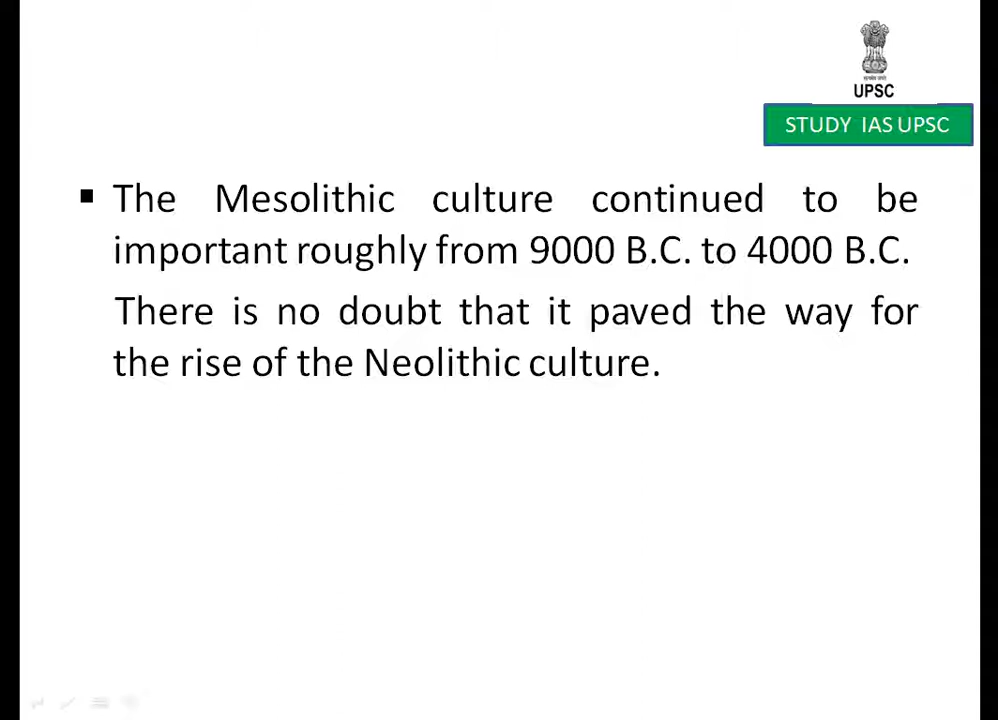 UPSC
STUDY IAS UPSC
▪ The Mesolithic culture continued to be
important roughly from 9000 B.C. to 4000 B.C.
There is no doubt that it paved the way for
the rise of the Neolithic culture.